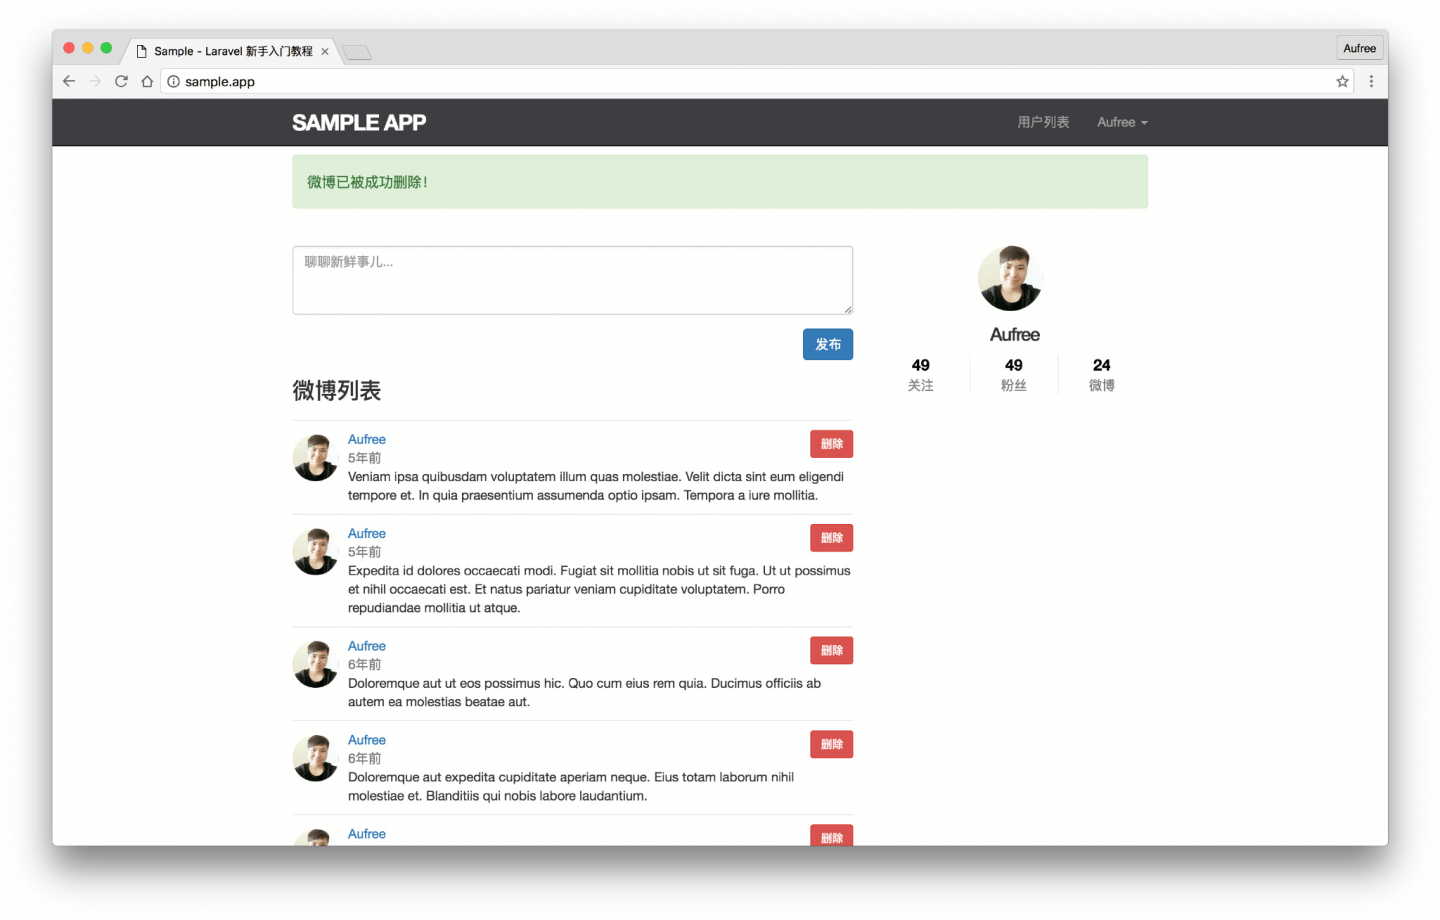 Sample - Laravel 新手入门教程
Aufree
sample.app
SAMPLE APP
用户列表
Aufree
微博已被成功删除！
聊聊新鲜事儿...
发布
Aufree
49
49
24
关注
粉丝
微博
微博列表
Aufree
删除
5年前
Veniam ipsa quibusdam voluptatem illum quas molestiae. Velit dicta sint eum eligendi
tempore et. In quia praesentium assumenda optio ipsam. Tempora a iure mollitia.
Aufree
删除
5年前
Expedita id dolores occaecati modi. Fugiat sit mollitia nobis ut sit fuga. Ut ut possimus
et nihil occaecati est. Et natus pariatur veniam cupiditate voluptatem. Porro
repudiandae mollitia ut atque.
Aufree
删除
6年前
Doloremque aut ut eos possimus hic. Quo cum eius rem quia. Ducimus officiis ab
autem ea molestias beatae aut.
Aufree
删除
6年前
Doloremque aut expedita cupiditate aperiam neque. Eius totam laborum nihil
molestiae et. Blanditiis qui nobis labore laudantium.
Aufree
删除